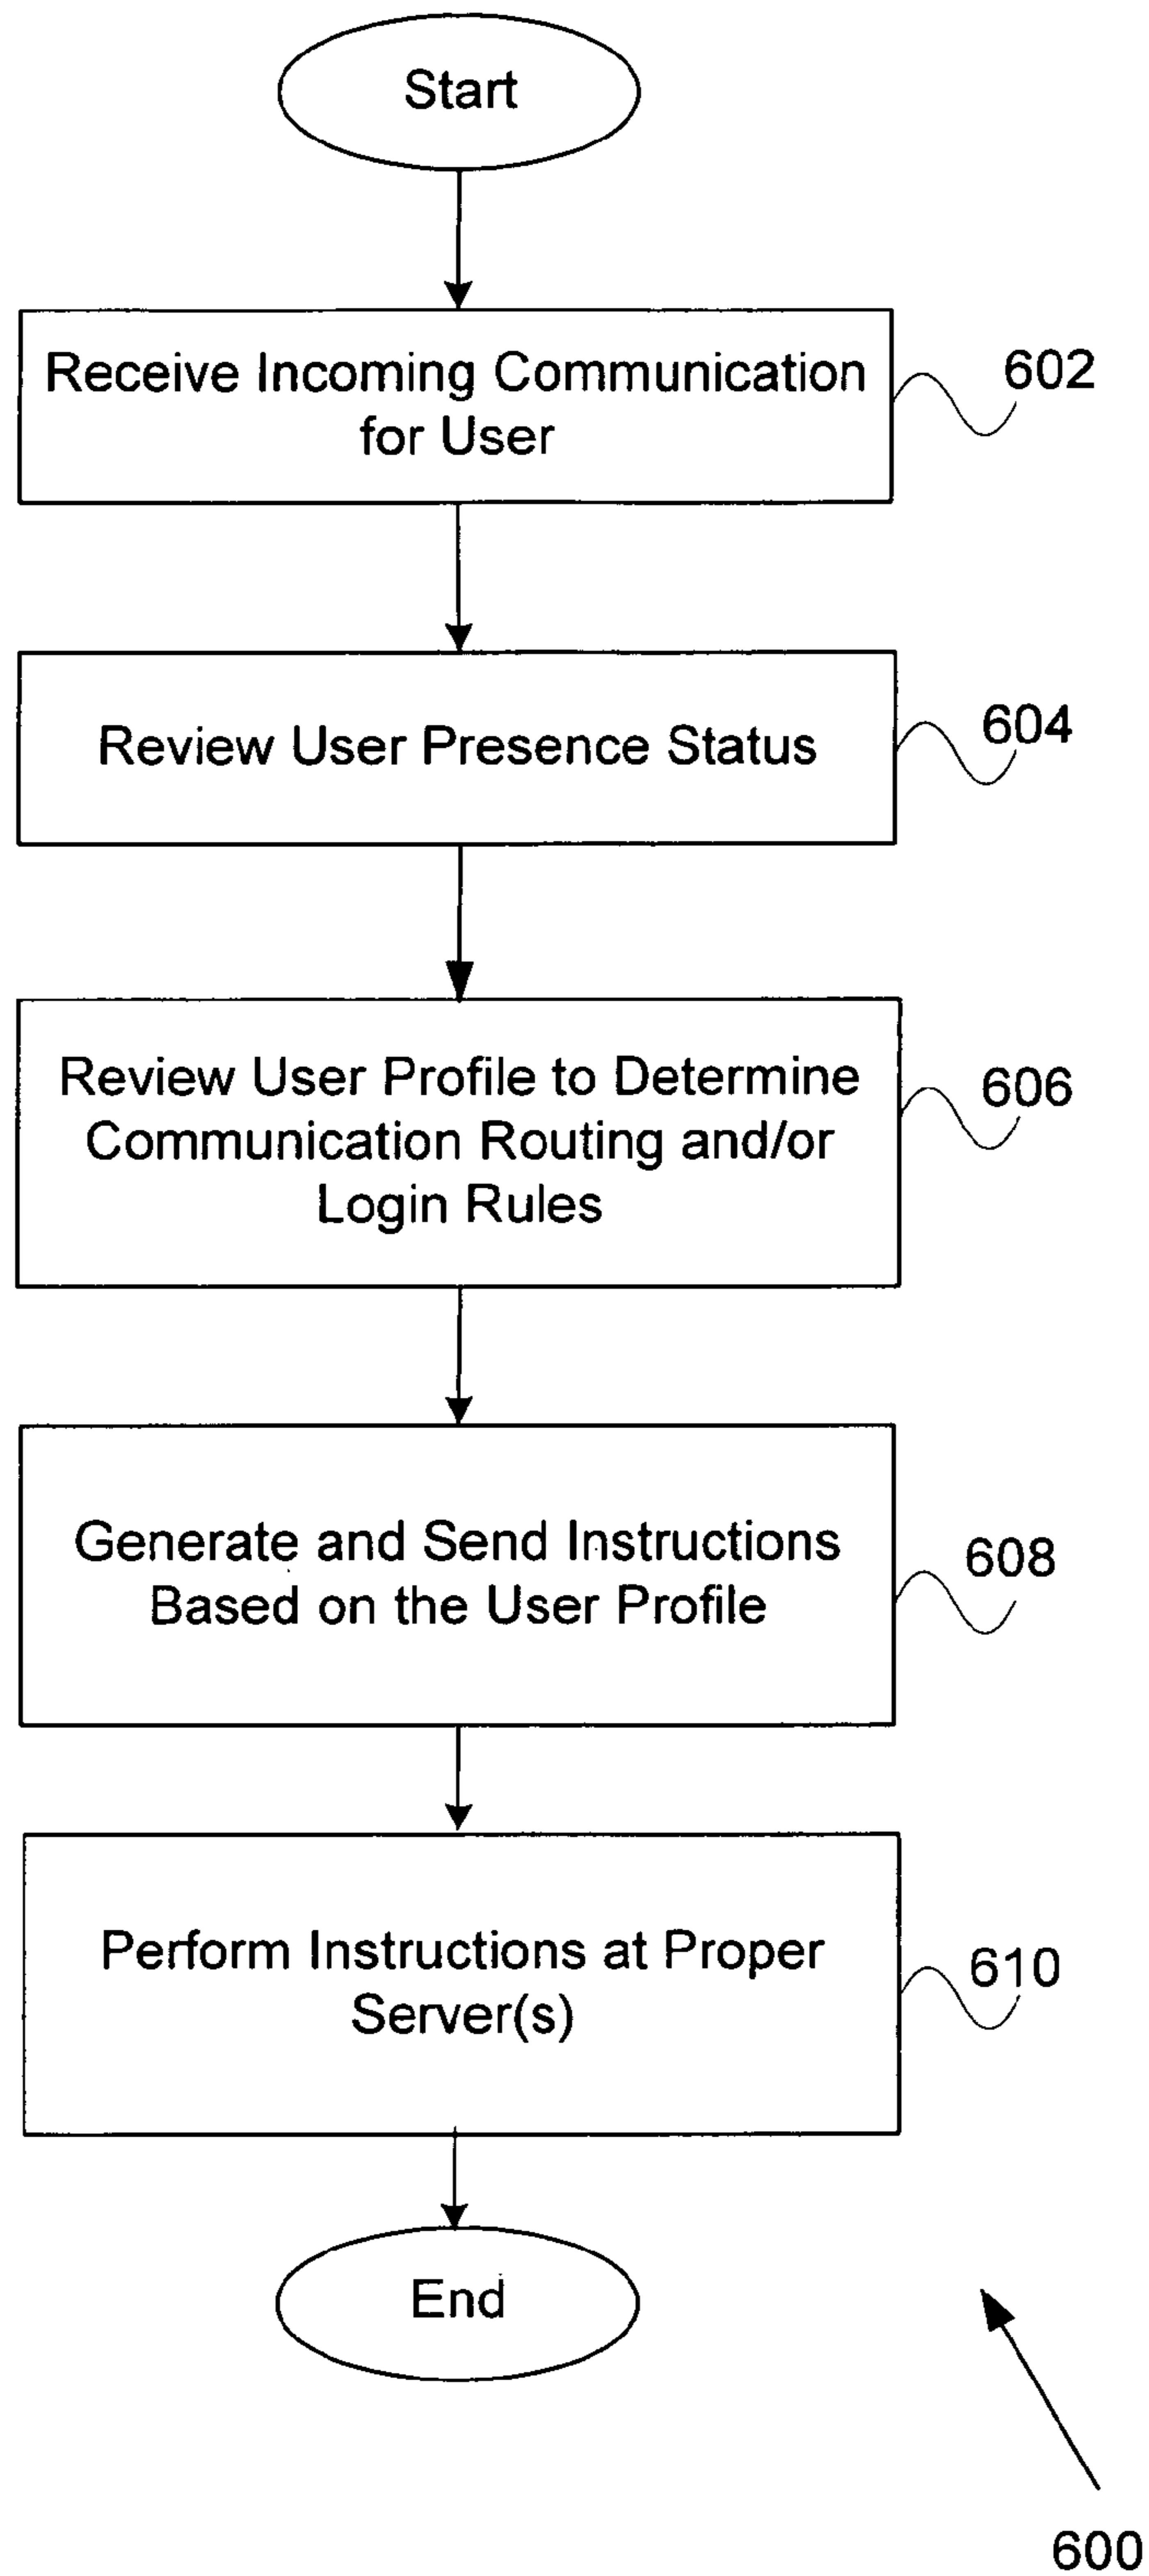 Start
Receive Incoming Communication
for User
602
Review User Presence Status
604
Review User Profile to Determine
Communication Routing and/or
Login Rules
606
Generate and Send Instructions
Based on the User Profile
608
Perform Instructions at Proper
Server(s)
610
End
600